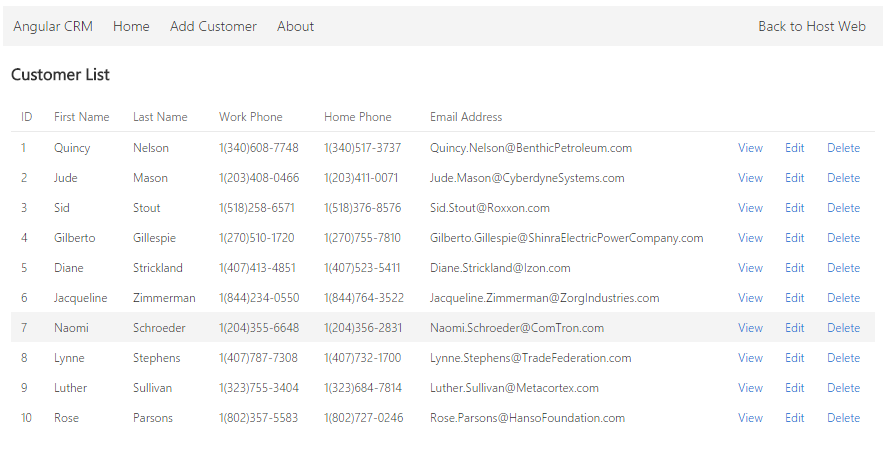 Angular CRM Home Add Customer About Back to Host Web
Customer List
ID First Name Last Name Work Phone Home Phone Email Address
1 Quincy Nelson 1(340)608-7748 1(340)517-3737 Quincy.Nelson@BenthicPetroleum.com View Edit Delete
2 Jude Mason 1(203)408-0466 1(203)411-0071 Jude.Mason@CyberdyneSystems.com View Edit Delete
3 Sid Stout 1(518)258-6571 1(518)376-8576 Sid.Stout@Roxxon.com View Edit Delete
4 Gilberto Gillespie 1(270)510-1720 1(270)755-7810 Gilberto.Gillespie@ShinraElectricPowerCompany.com View Edit Delete
5 Diane Strickland 1(407)413-4851 1(407)523-5411 Diane.Strickland@Izon.com View Edit Delete
6 Jacqueline Zimmerman 1(844)234-0550 1(844)764-3522 Jacqueline.Zimmerman@ZorgIndustries.com View Edit Delete
7 Naomi Schroeder 1(204)355-6648 1(204)356-2831 Naomi.Schroeder@ComTron.com View Edit Delete
8 Lynne Stephens 1(407)787-7308 1(407)732-1700 Lynne.Stephens@TradeFederation.com View Edit Delete
9 Luther Sullivan 1(323)755-3404 1(323)684-7814 Luther.Sullivan@Metacortex.com View Edit Delete
10 Rose Parsons 1(802)357-5583 1(802)727-0246 Rose.Parsons@HansoFoundation.com View Edit Delete